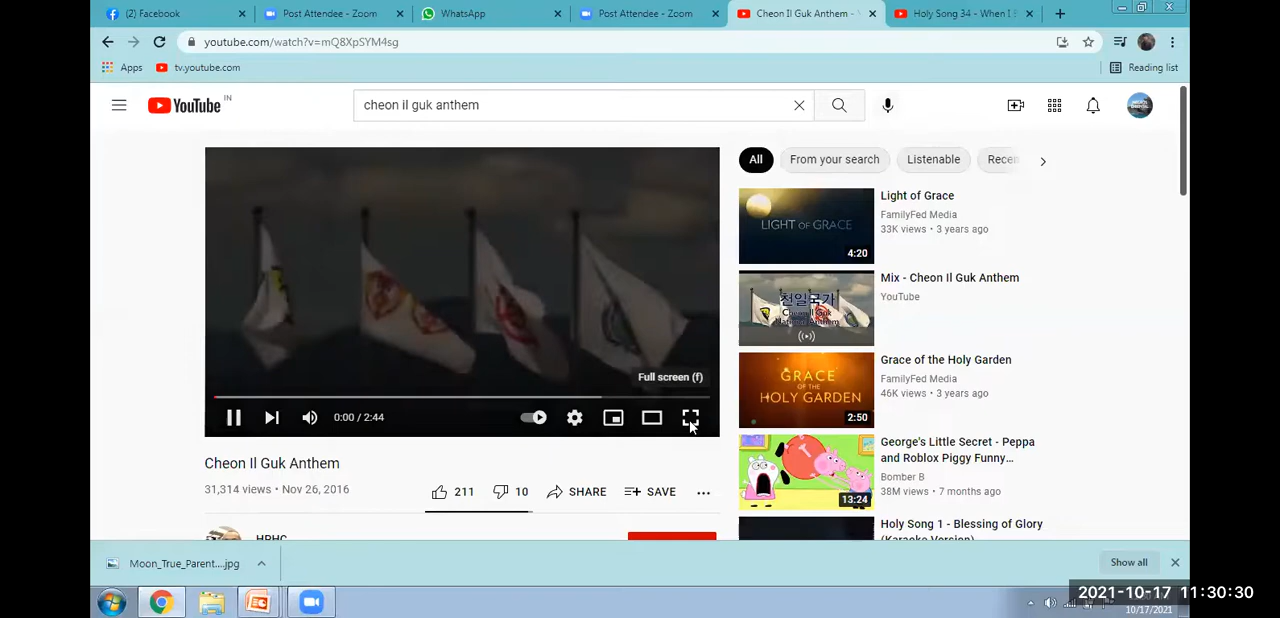 (2) Facebook
Post Attendee - Zoom
WhatsApp
Post Attendee - Zoom
Cheon Il Guk Anthem -
Holy Song 34 - When I
youtube.com/watch?v=mQ8XpSYM4sg
Apps
tv.youtube.com
Reading list
YouTube IN
cheon il guk anthem
All
From your search
Listenable
Recen
Light of Grace
FamilyFed Media
33K views • 3 years ago
LIGHT OF GRACE
4:20
Mix - Cheon Il Guk Anthem
YouTube
천일국가
Cheon Il Guk
Full screen (f)
0:00 / 2:44
Grace of the Holy Garden
FamilyFed Media
46K views • 3 years ago
GRACE
OF THE
HOLY GARDEN
2:50
Cheon Il Guk Anthem
31,314 views • Nov 26, 2016
211
10
SHARE
SAVE
George's Little Secret - Peppa
and Roblox Piggy Funny…
Bomber B
38M views • 7 months ago
13:24
Holy Song 1 - Blessing of Glory
(Karaoke Version)
HPHC
Moon_True_Parent....jpg
Show all
2021-10-17 11:30:30
10/17/2021